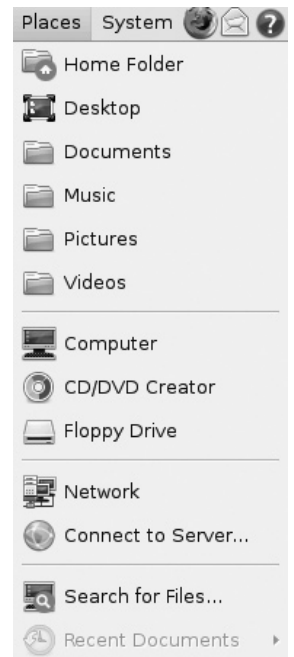 Places System
Home Folder
Desktop
Documents
Music
Pictures
Videos
Computer
CD/DVD Creator
Floppy Drive
Network
Connect to Server...
Search for Files...
Recent Documents